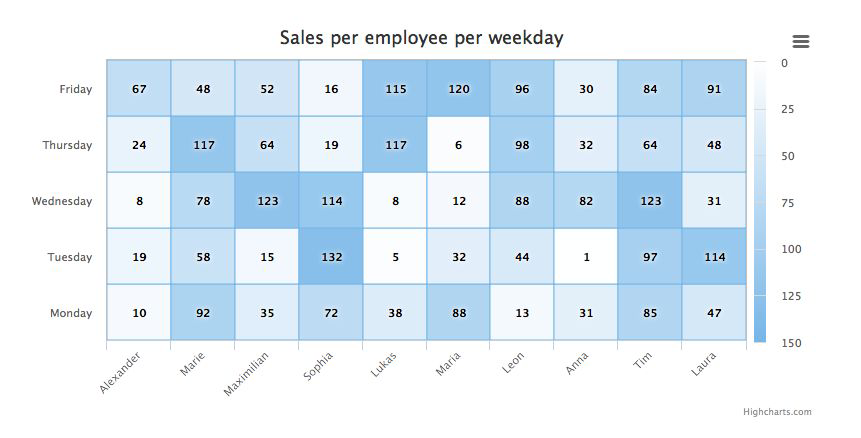 Sales per employee per weekday
Friday 67 48 52 16 115 120 96 30 84 91
Thursday 24 117 64 19 117 6 98 32 64 48
Wednesday 8 78 123 114 8 12 88 82 123 31
Tuesday 19 58 15 132 5 32 44 1 97 114
Monday 10 92 35 72 38 88 13 31 85 47
Alexander Marie Maximilian Sophia Lukas Maria Leon Anna Tim Laura
0
25
50
75
100
125
150
Highcharts.com